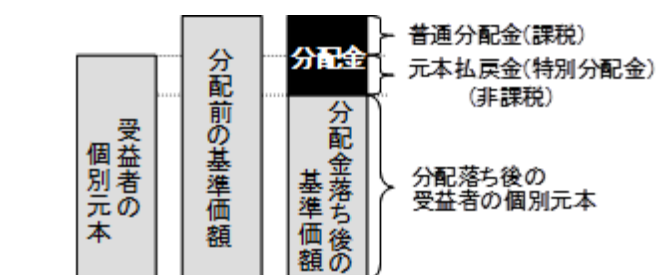 受益者の
個別元本
分配前の基準価額
分配金
分配金落ち後の
基準価額
普通分配金(課税)
元本払戻金(特別分配金)
(非課税)
分配落ち後の
受益者の個別元本